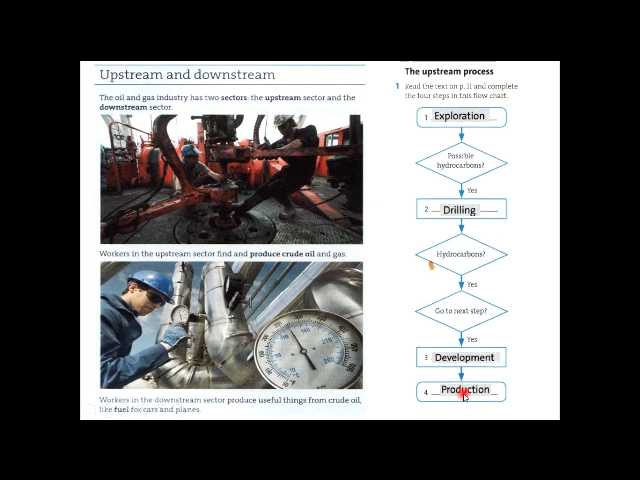 Upstream and downstream
The oil and gas industry has two sectors: the upstream sector and the
downstream sector.
Workers in the upstream sector find and produce crude oil and gas.
Workers in the downstream sector produce useful things from crude oil,
like fuel for cars and planes.
The upstream process
1 Read the text on p. 11 and complete
the four steps in this flow chart.
1 Exploration
Possible
hydrocarbons?
Yes
2 Drilling
Hydrocarbons?
Yes
Go to next step?
Yes
3 Development
4 Production